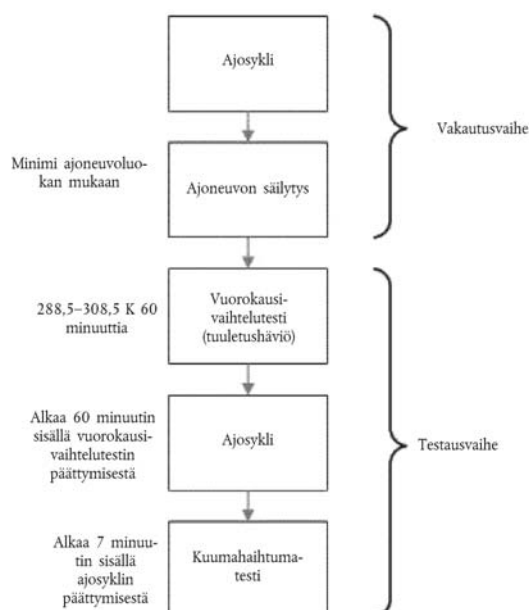 Ajosykli
Vakautusvaihe
Minimi ajoneuvoluo-
kan mukaan
Ajoneuvon säilytys
288,5–308,5 K 60
minuuttia
Vuorokausi-
vaihtelutesti
(tuuletushäviö)
Alkaa 60 minuutin
sisällä vuorokausi-
vaihtelutestin
päättymisestä
Ajosykli
Testausvaihe
Alkaa 7 minuu-
tin sisällä
ajosyklin
päättymisestä
Kuumahaihtuma-
testi